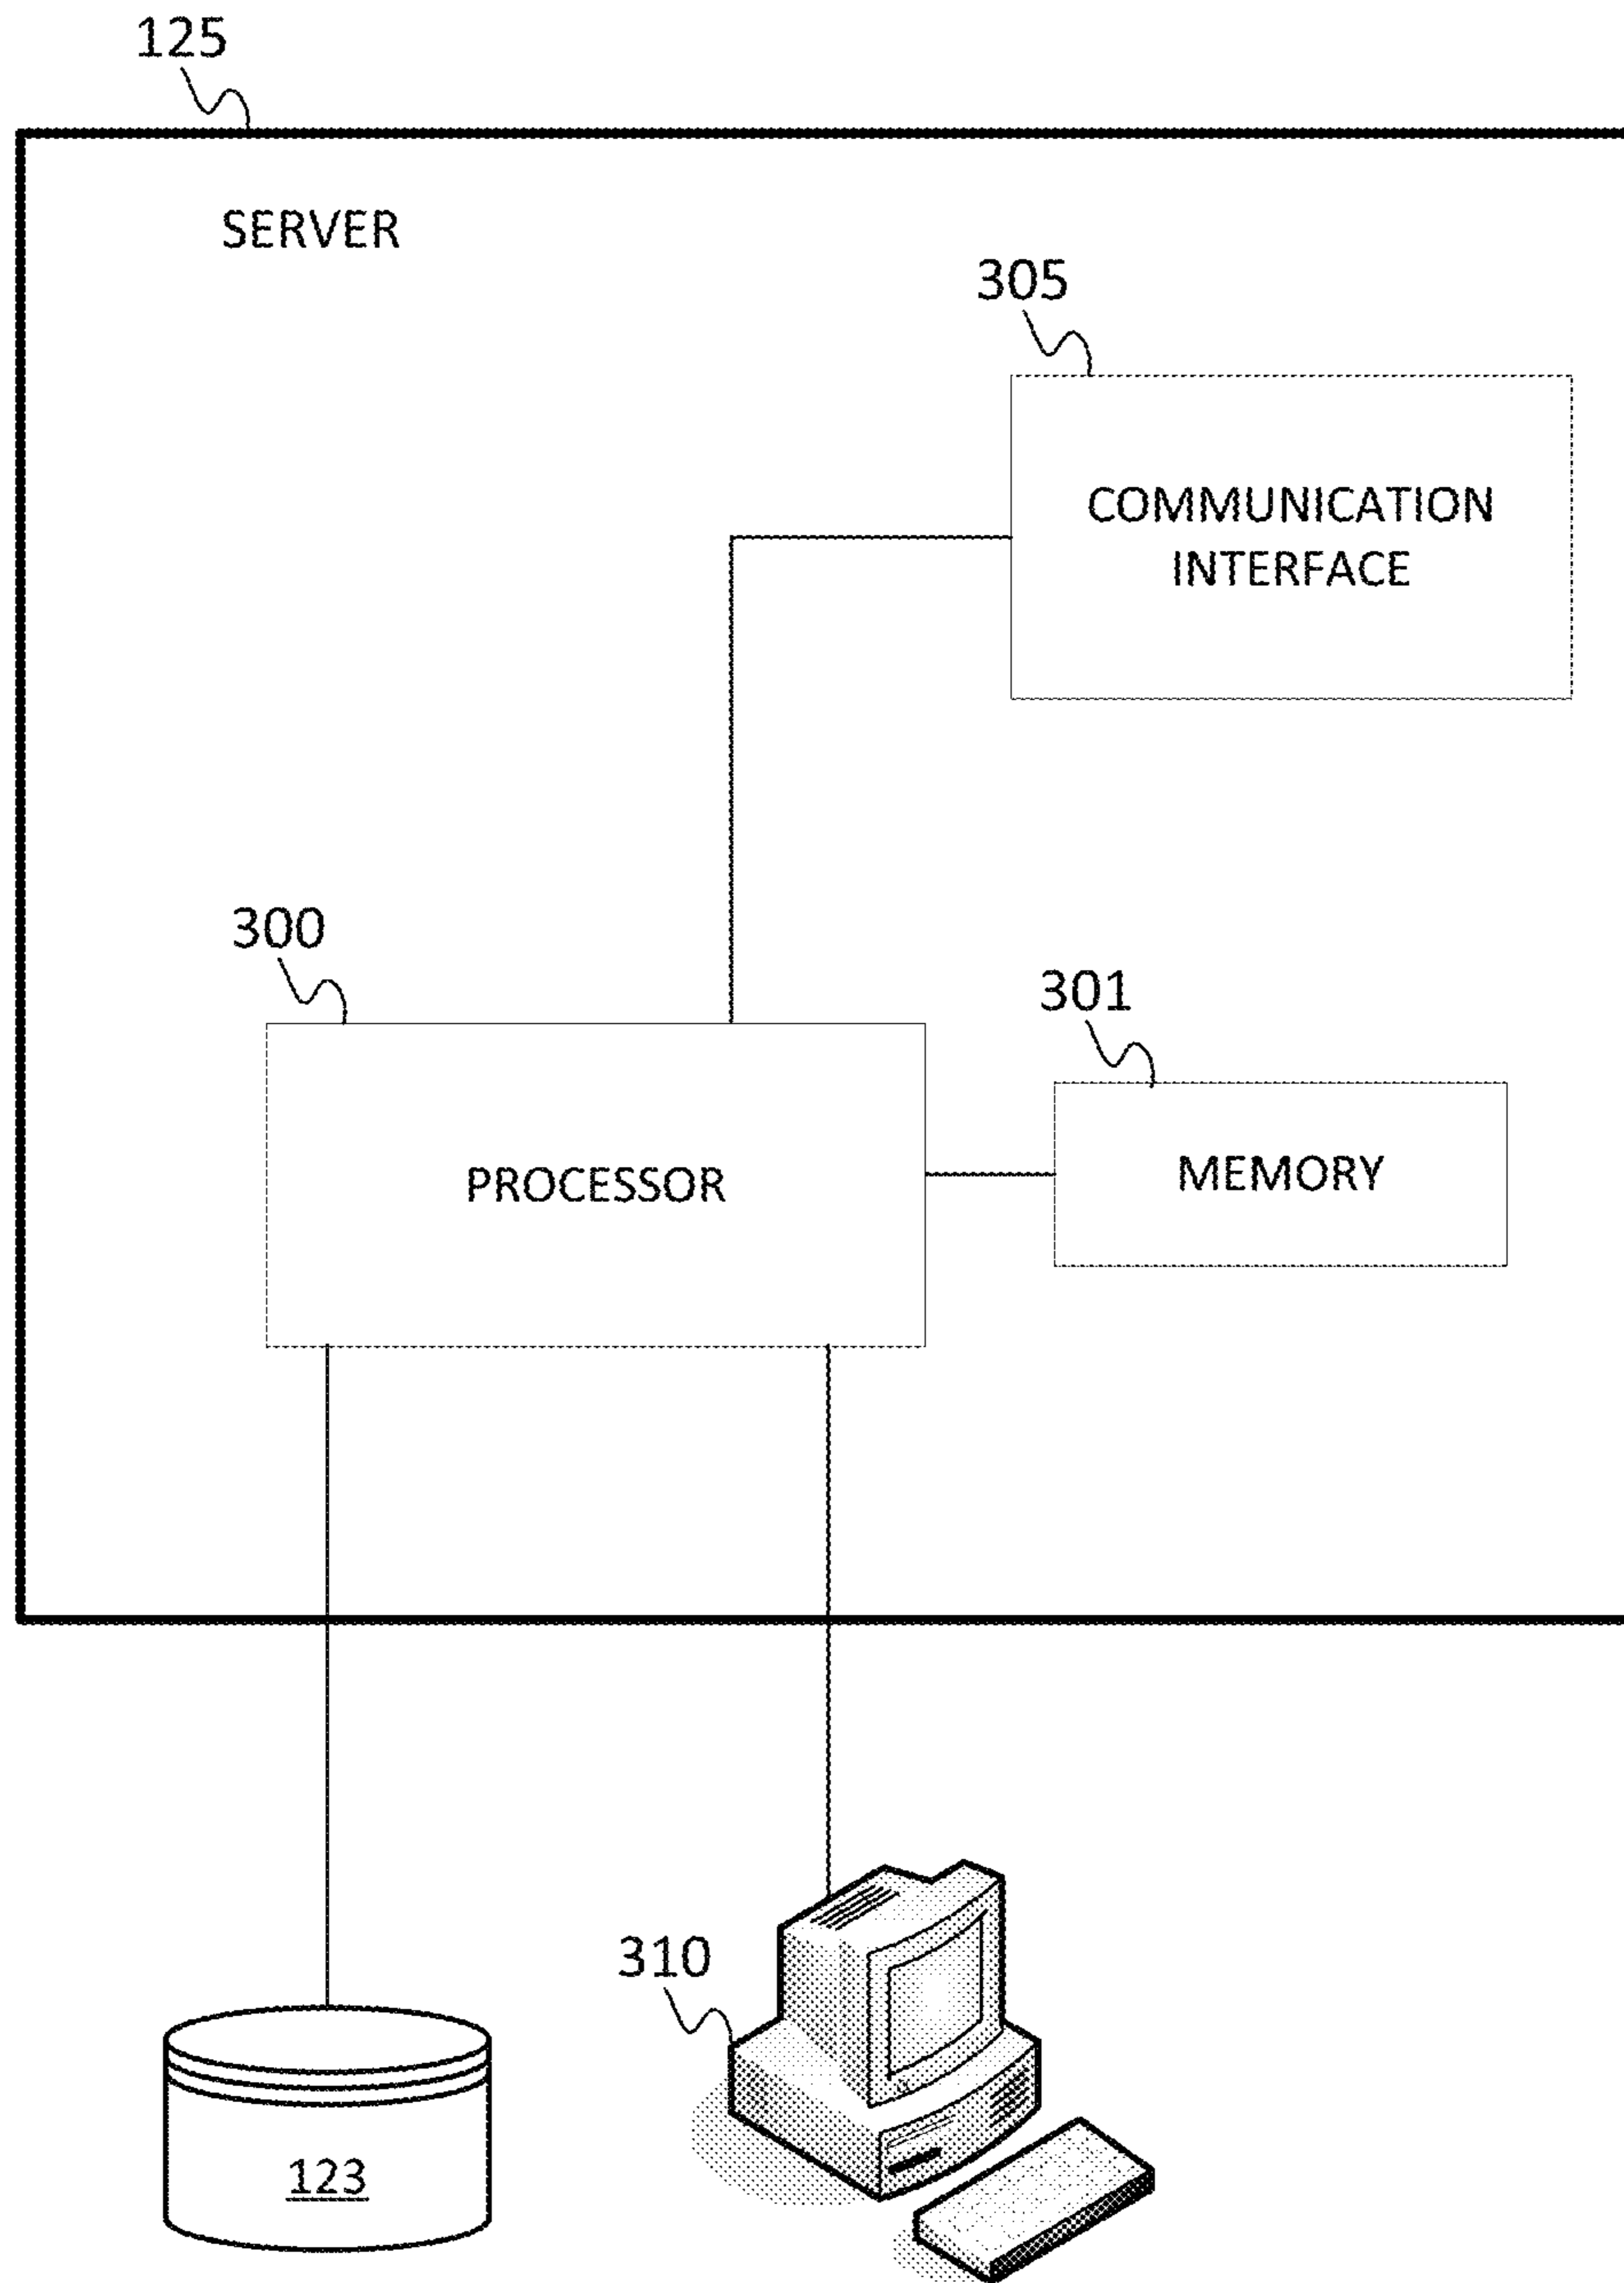 125
SERVER
305
COMMUNICATION
INTERFACE
300
301
PROCESSOR
MEMORY
310
123